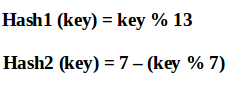 Hash1 (key) = key % 13
Hash2 (key) = 7 – (key % 7)